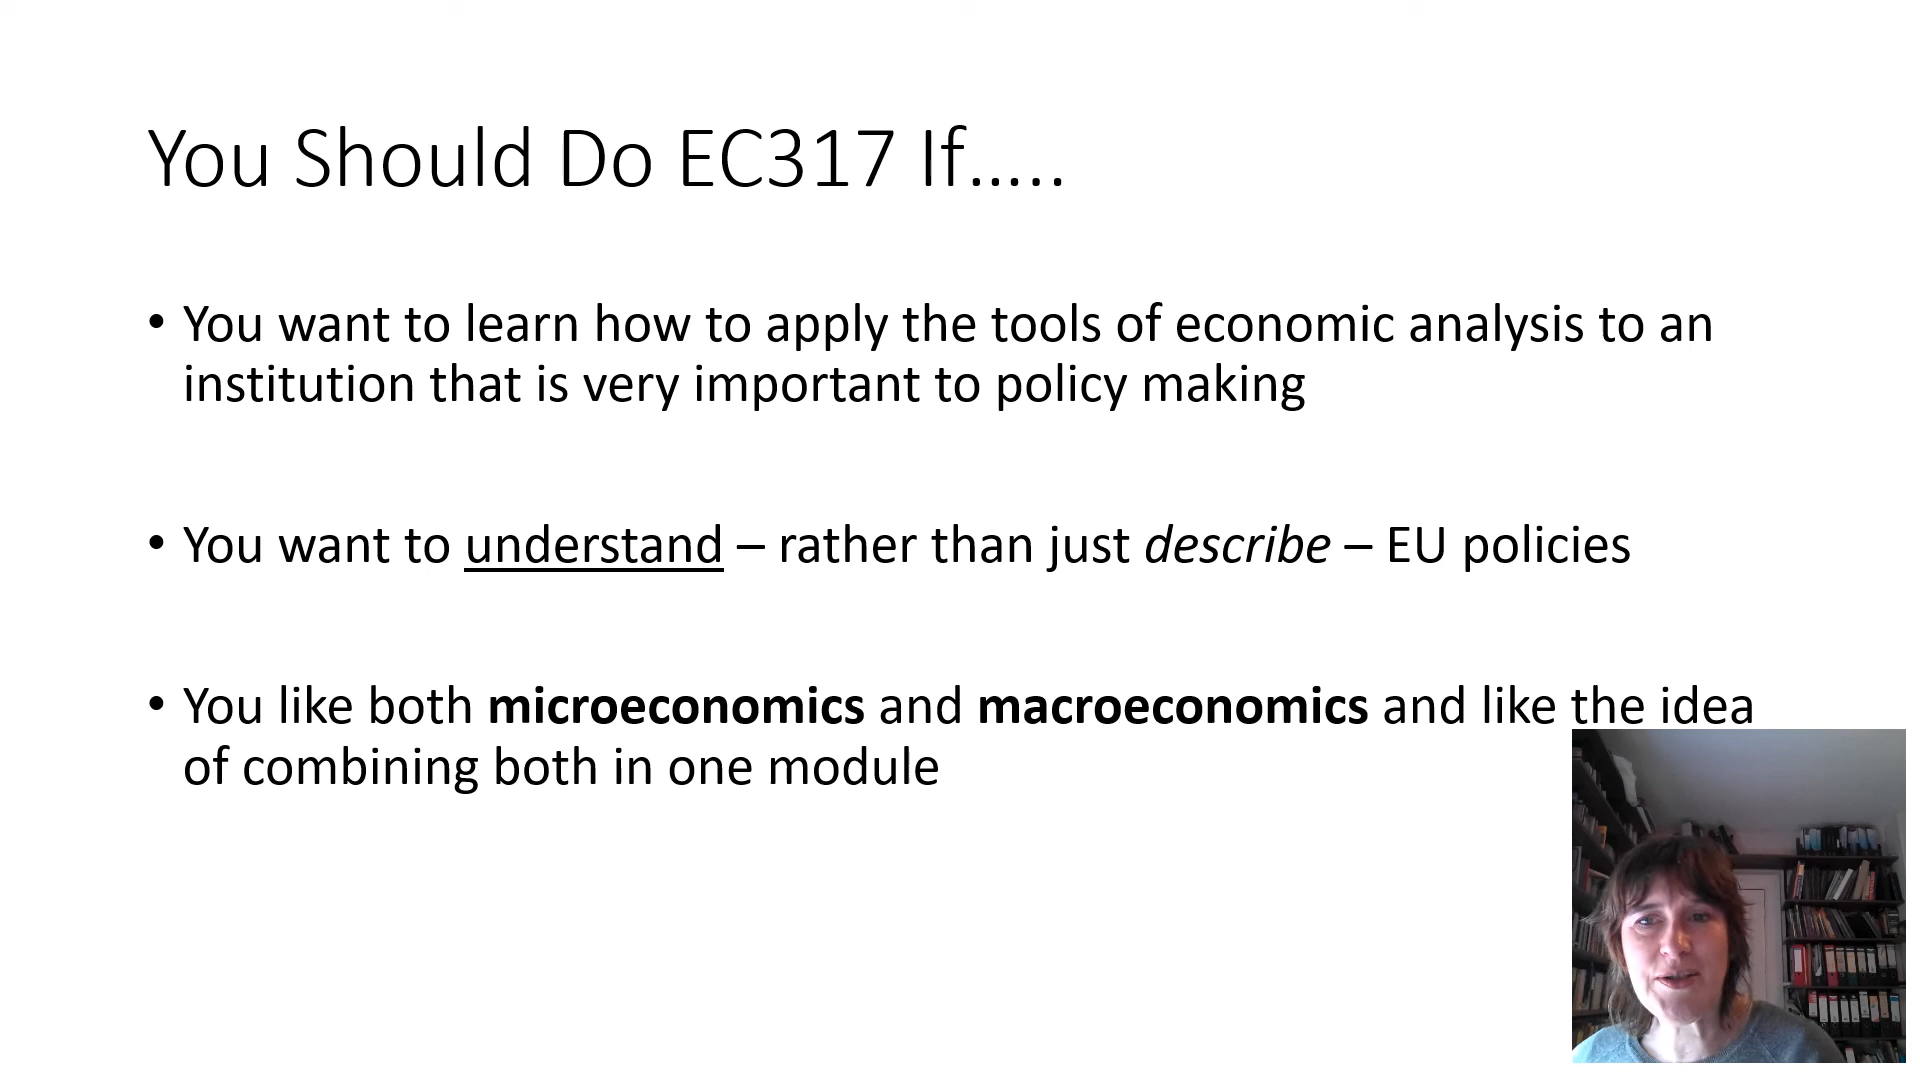 You Should Do EC317 If…..
• You want to learn how to apply the tools of economic analysis to an
institution that is very important to policy making
• You want to understand – rather than just describe – EU policies
• You like both microeconomics and macroeconomics and like the idea
of combining both in one module